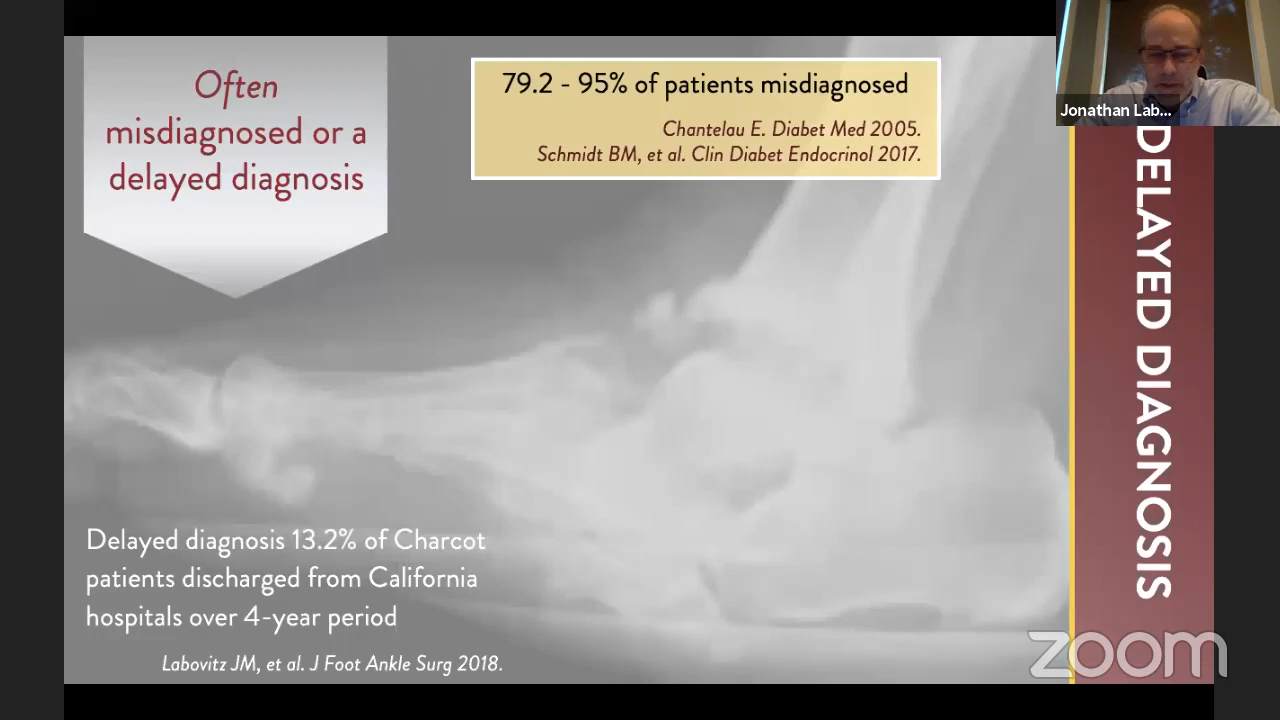 Often
misdiagnosed or a
delayed diagnosis
79.2 - 95% of patients misdiagnosed
Chantelau E. Diabet Med 2005.
Schmidt BM, et al. Clin Diabet Endocrinol 2017.
Jonathan Lab...
DELAYED DIAGNOSIS
Delayed diagnosis 13.2% of Charcot
patients discharged from California
hospitals over 4-year period
Labovitz JM, et al. J Foot Ankle Surg 2018.
zoom